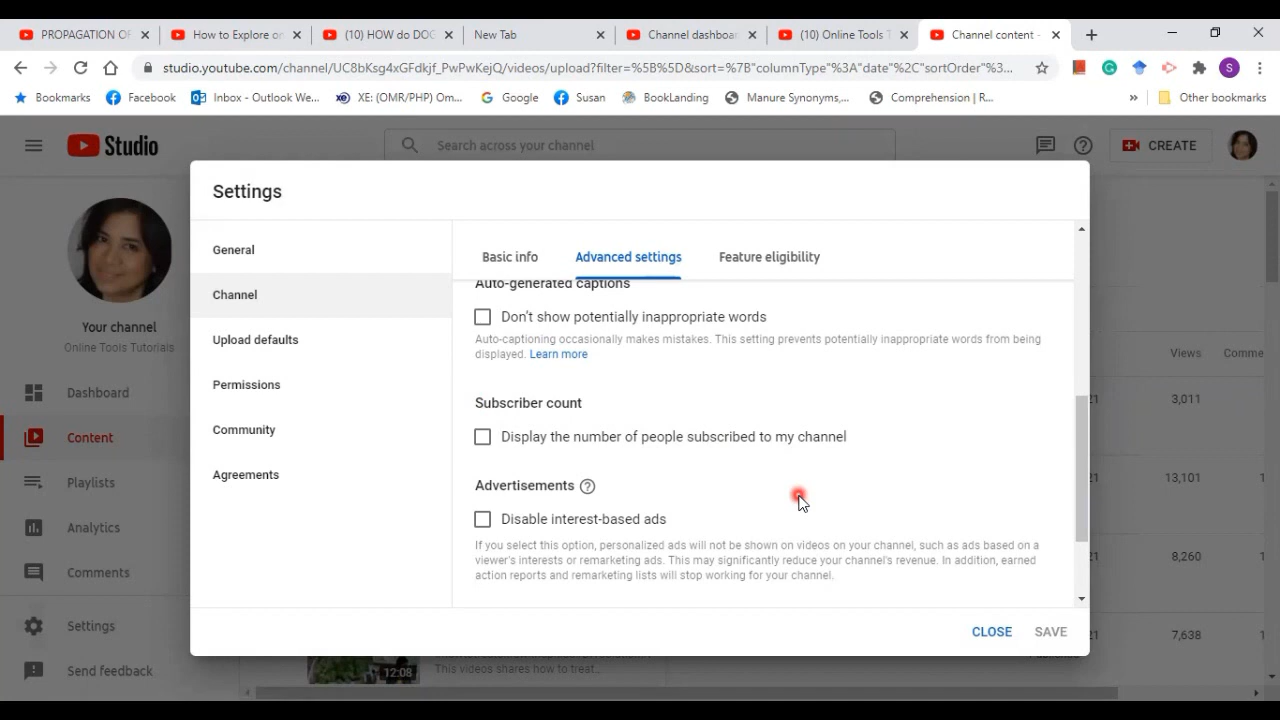 PROPAGATION OF
How to Explore on
(10) HOW do DOG
New Tab
Channel dashboa
(10) Online Tools T
Channel content -
studio.youtube.com/channel/UC8bKsg4xGFdkjf_PwPwKejQ/videos/upload?filter=%5B%5D&sort=%7B"columnType"%3A"date"%2C"sortOrder"%3...
S
Bookmarks
Facebook
Inbox - Outlook We...
XE: (OMR/PHP) Om...
Google
Susan
BookLanding
Manure Synonyms,...
Comprehension | R...
»
Other bookmarks
Studio
Search across your channel
CREATE
Settings
Your channel
Online Tools Tutorials
Dashboard
Content
Playlists
Analytics
Comments
Settings
Send feedback
General
Channel
Upload defaults
Permissions
Community
Agreements
Basic info
Advanced settings
Feature eligibility
Auto-generated captions
Don't show potentially inappropriate words
Auto-captioning occasionally makes mistakes. This setting prevents potentially inappropriate words from being
displayed. Learn more
Subscriber count
Display the number of people subscribed to my channel
Advertisements
Disable interest-based ads
If you select this option, personalized ads will not be shown on videos on your channel, such as ads based on a
viewer's interests or remarketing ads. This may significantly reduce your channel's revenue. In addition, earned
action reports and remarketing lists will stop working for your channel.
CLOSE
SAVE
Views
Comme
21
3,011
21
13,101
1
21
8,260
1
21
7,638
1
12:08
This videos shares how to treat...